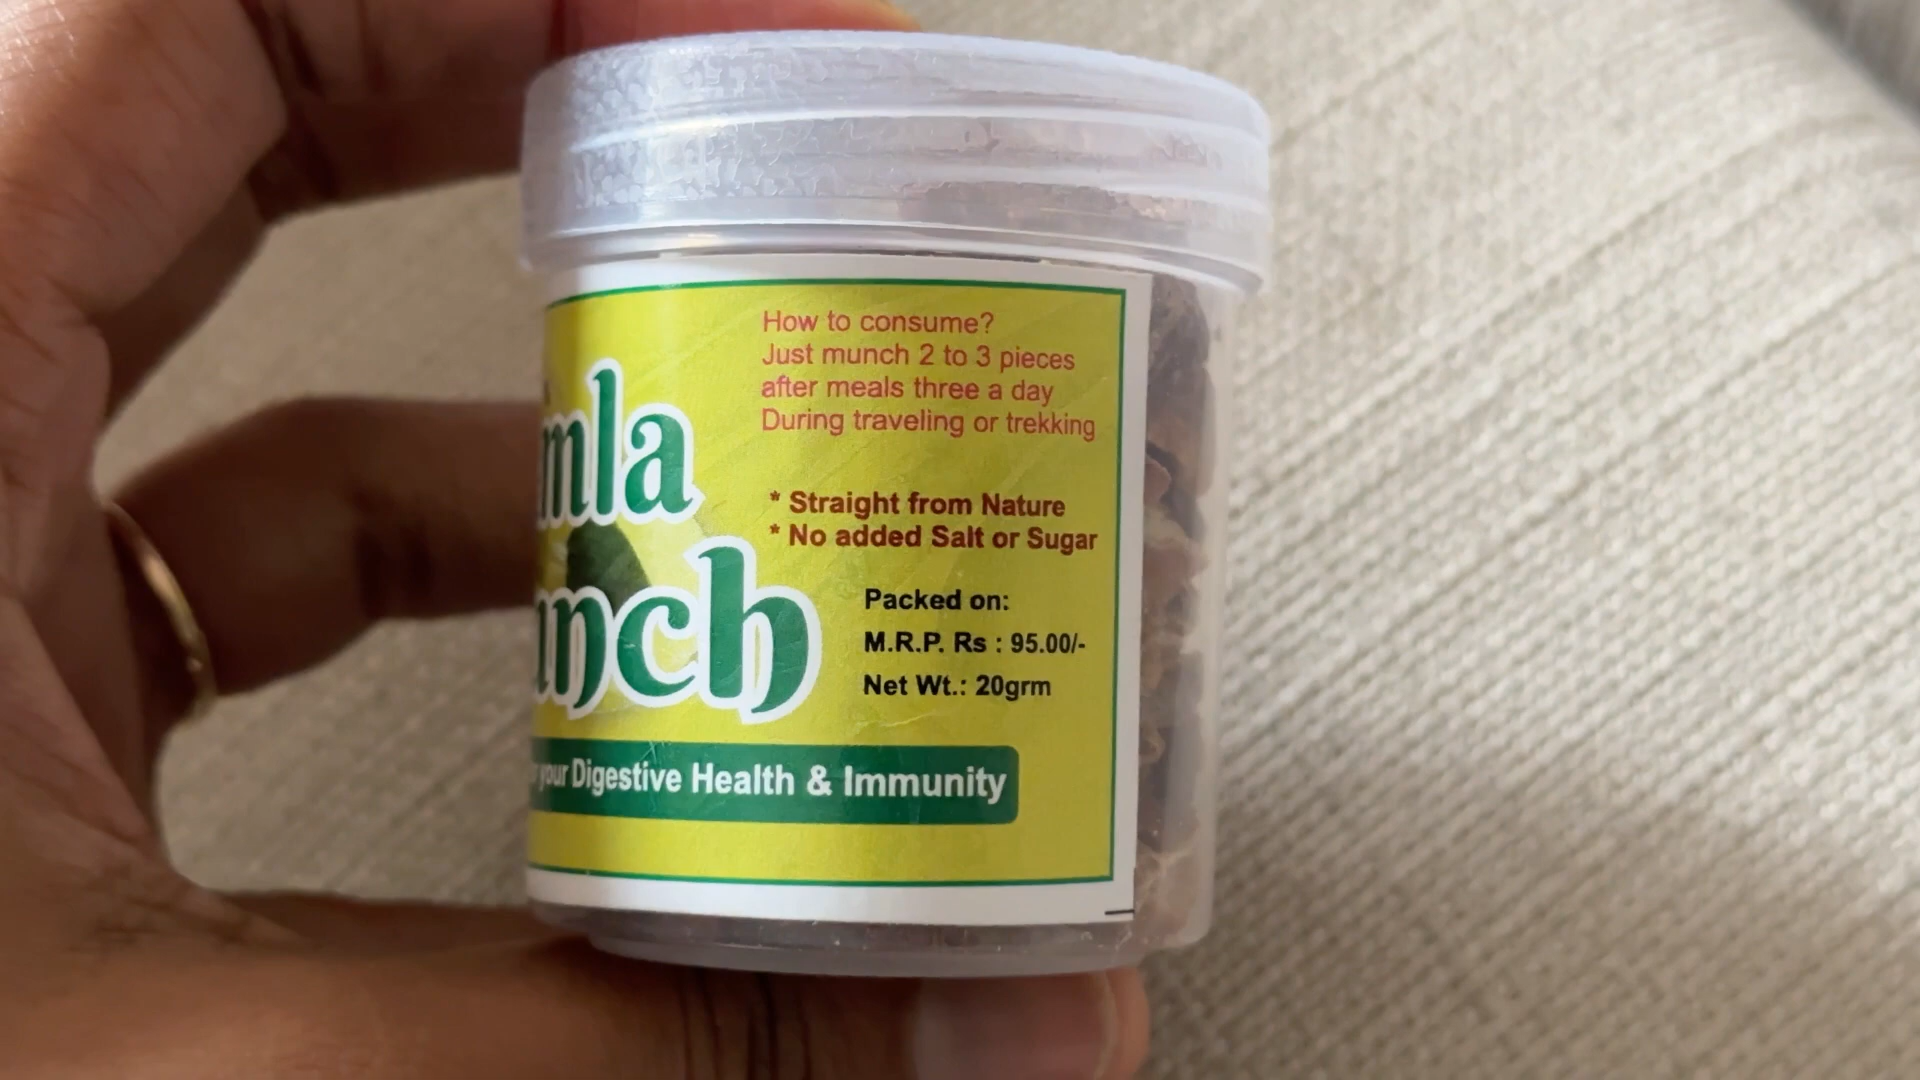 How to consume?
Just munch 2 to 3 pieces
after meals three a day
During traveling or trekking
mla
nch
* Straight from Nature
* No added Salt or Sugar
Packed on:
M.R.P. Rs : 95.00/-
Net Wt.: 20grm
your Digestive Health & Immunity